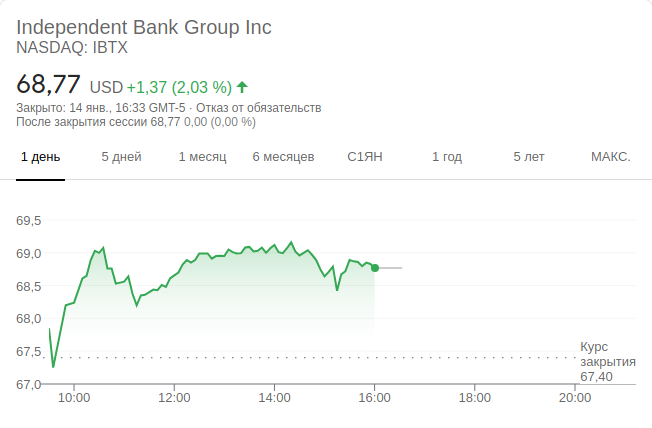 Independent Bank Group Inc
NASDAQ: IBTX
68,77 USD +1,37 (2,03 %)
Закрыто: 14 янв., 16:33 GMT-5 · Отказ от обязательств
После закрытия сессии 68,77 0,00 (0,00 %)
1 день 5 дней 1 месяц 6 месяцев С1ЯН 1 год 5 лет МАКС.
69,5
69,0
68,5
68,0
67,5
67,0
Курс
закрытия
67,40
10:00 12:00 14:00 16:00 18:00 20:00